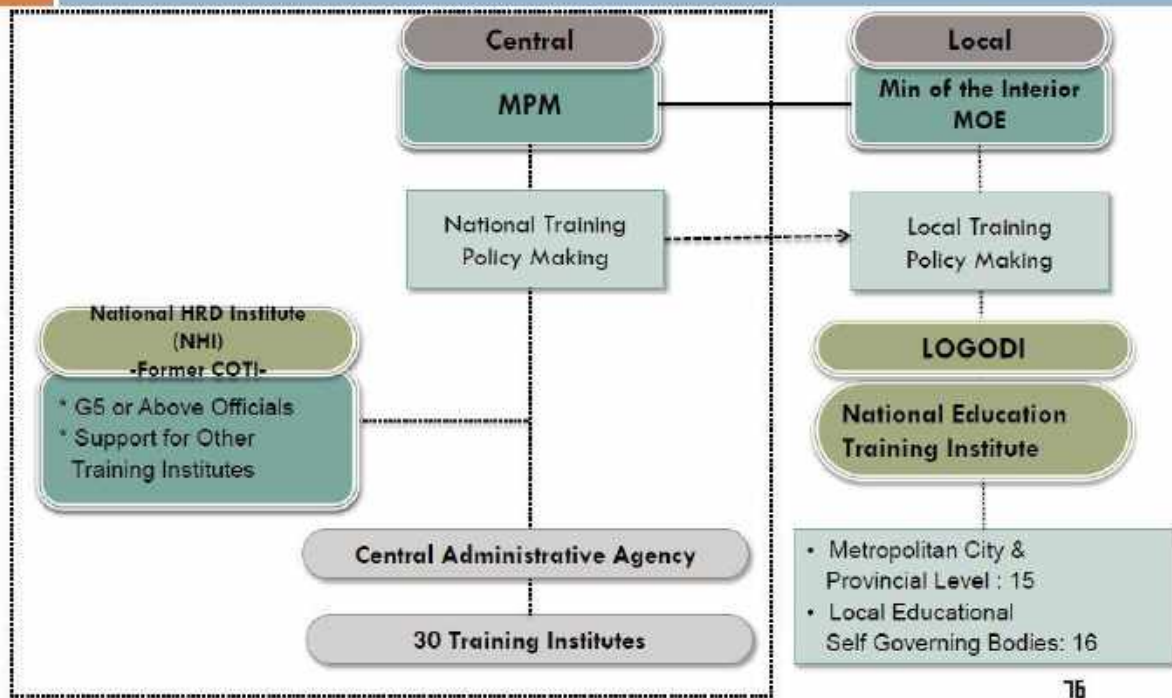 Central
MPM
National Training
Policy Making
National HRD Institute
(NHI)
-Former COTI-
* G5 or Above Officials
* Support for Other
Training Institutes
Central Administrative Agency
30 Training Institutes
Local
Min of the Interior
MOE
Local Training
Policy Making
LOGODI
National Education
Training Institute
• Metropolitan City &
Provincial Level : 15
• Local Educational
Self Governing Bodies: 16
76